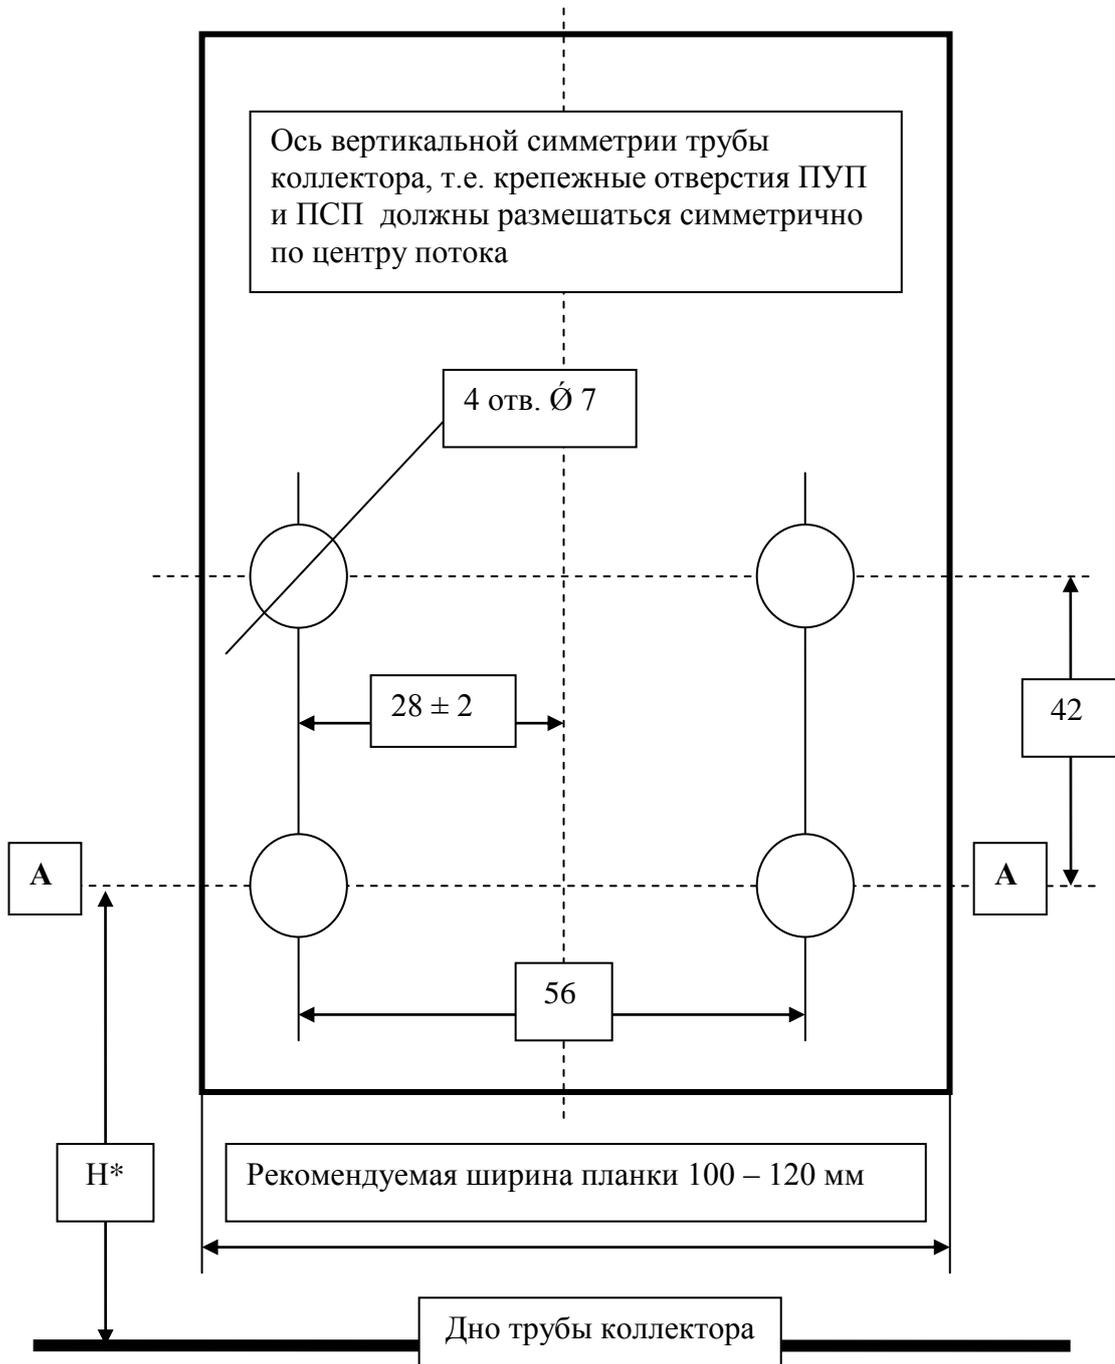 Ось вертикальной симметрии трубы
коллектора, т.е. крепежные отверстия ПУП
и ПСП должны размешаться симметрично
по центру потока
4 отв. Ǿ 7
28 ± 2
42
А
А
56
Н*
Рекомендуемая ширина планки 100 – 120 мм
Дно трубы коллектора